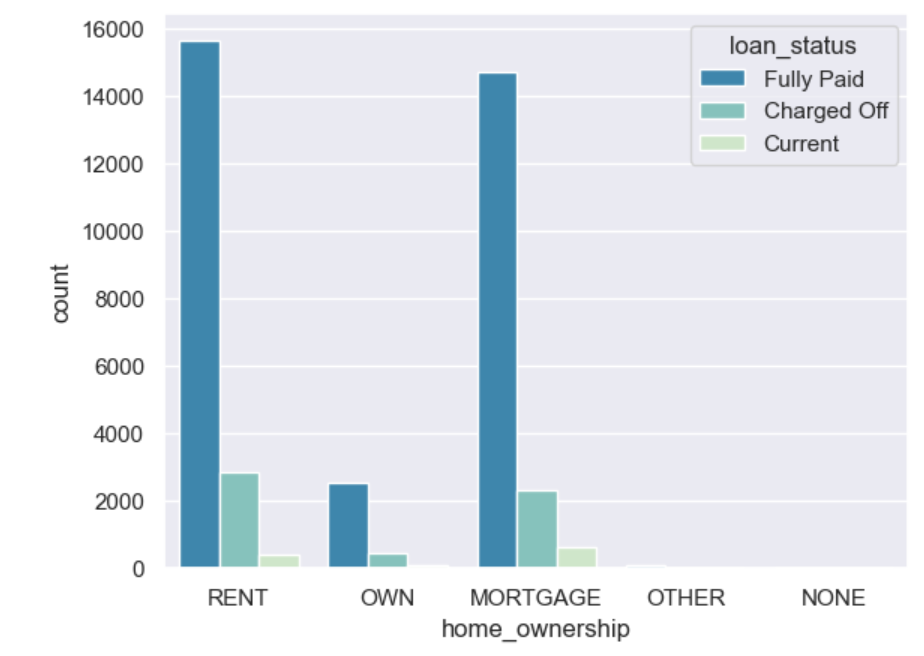 16000
14000
12000
10000
8000
6000
4000
2000
0
count
loan_status
Fully Paid
Charged Off
Current
RENT OWN MORTGAGE OTHER NONE
home_ownership